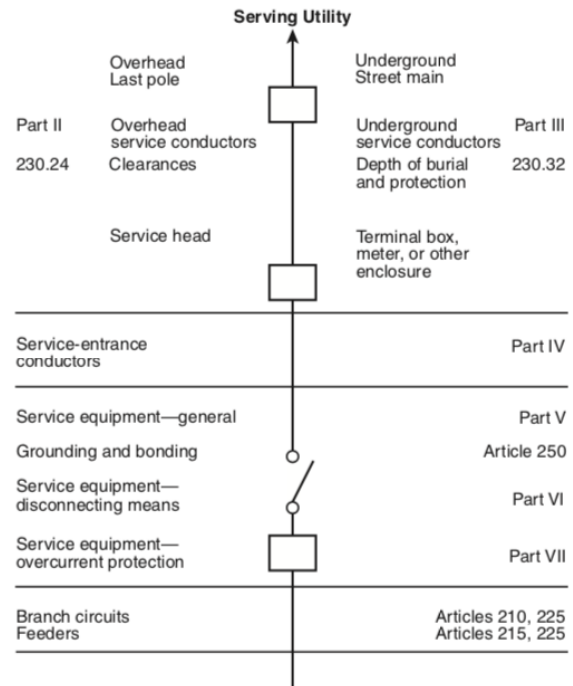 Serving Utility
Overhead
Last pole
Underground
Street main
Part II
Overhead
service conductors
Underground
service conductors
Part III
230.24
Clearances
Depth of burial
and protection
230.32
Service head
Terminal box,
meter, or other
enclosure
Service-entrance
conductors
Part IV
Service equipment—general
Part V
Grounding and bonding
Article 250
Service equipment—
disconnecting means
Part VI
Service equipment—
overcurrent protection
Part VII
Branch circuits
Articles 210, 225
Feeders
Articles 215, 225